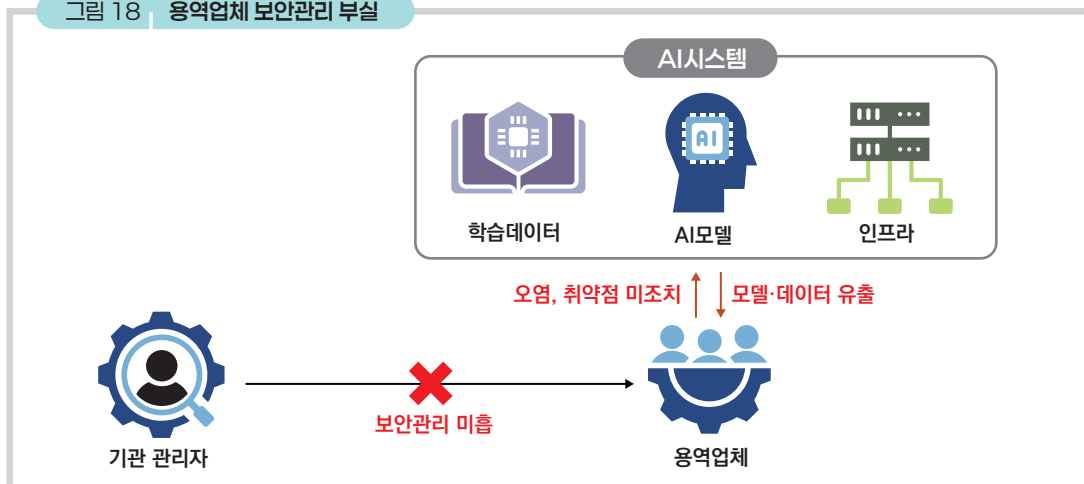 그림 18 용역업체 보안관리 부실
AI시스템
AI
학습데이터 AI모델 인프라
오염, 취약점 미조치 모델·데이터 유출
보안관리 미흡
기관 관리자 용역업체